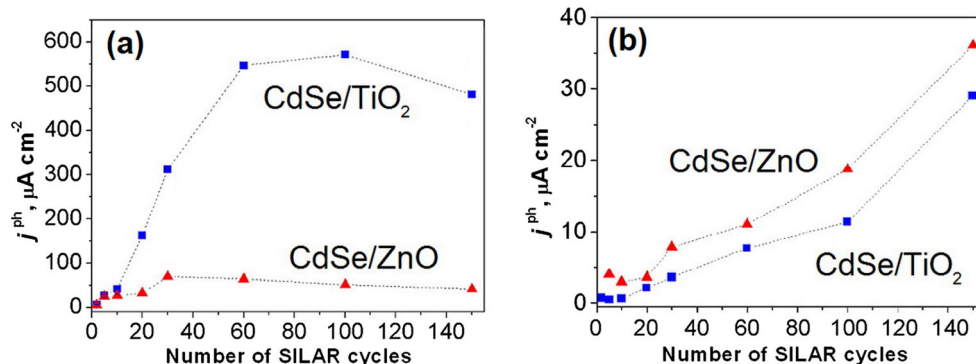 (a)
600
500
400
300
200
100
0
j ph, μA cm-2
CdSe/TiO2
CdSe/ZnO
0 20 40 60 80 100 120 140
Number of SILAR cycles
(b)
40
30
20
10
0
j ph, μA cm-2
CdSe/ZnO
CdSe/TiO2
0 20 40 60 80 100 120 140
Number of SILAR cycles